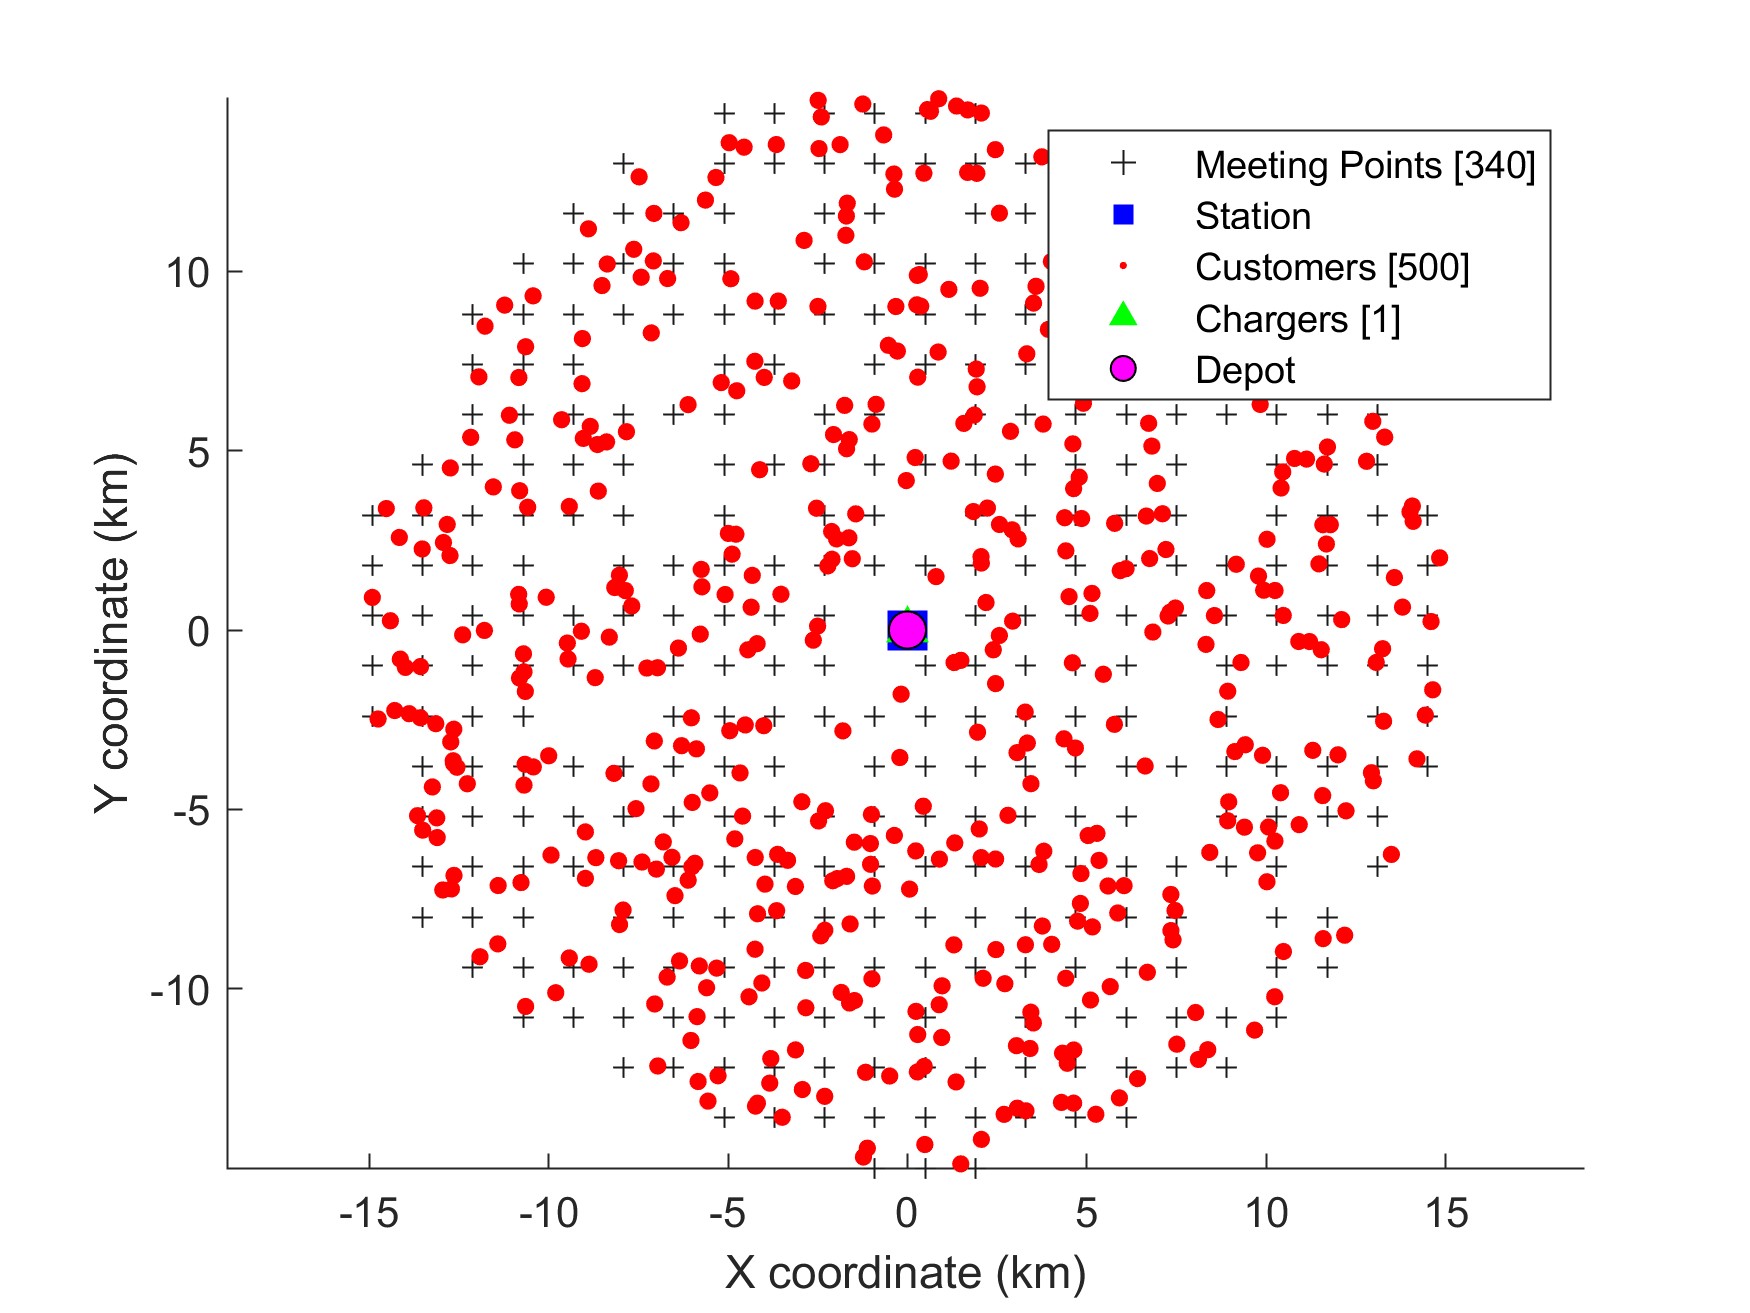 Meeting Points [340]
Station
Customers [500]
Chargers [1]
Depot
10
5
0
-5
-10
Y coordinate (km)
-15
-10
-5
0
5
10
15
X coordinate (km)